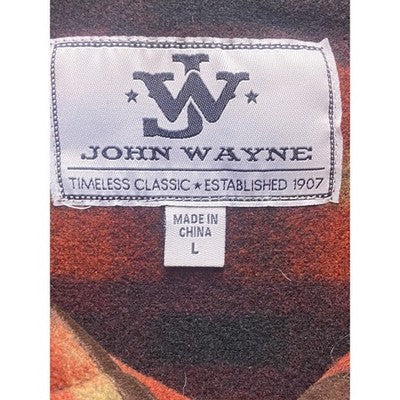 JW
JOHN WAYNE
TIMELESS CLASSIC ★ ESTABLISHED 1907
MADE IN
CHINA
L